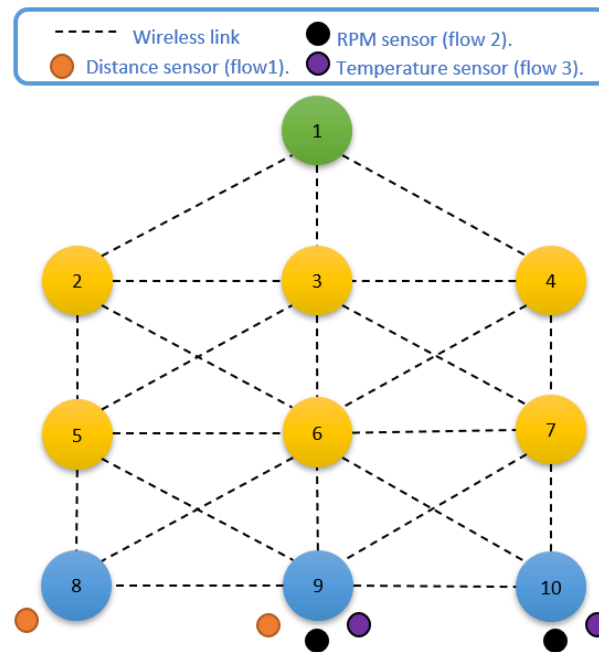 Wireless link
RPM sensor (flow 2).
Distance sensor (flow1).
Temperature sensor (flow 3).
1
2
3
4
5
6
7
8
9
10